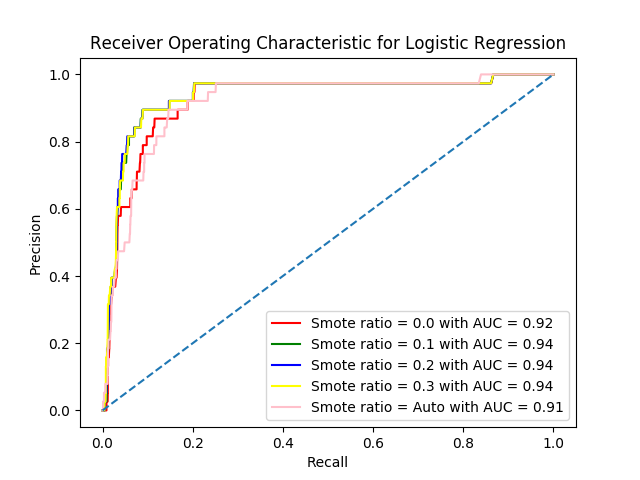 Receiver Operating Characteristic for Logistic Regression
1.0
0.8
0.6
0.4
0.2
0.0
Precision
Smote ratio = 0.0 with AUC = 0.92
Smote ratio = 0.1 with AUC = 0.94
Smote ratio = 0.2 with AUC = 0.94
Smote ratio = 0.3 with AUC = 0.94
Smote ratio = Auto with AUC = 0.91
0.0 0.2 0.4 0.6 0.8 1.0
Recall